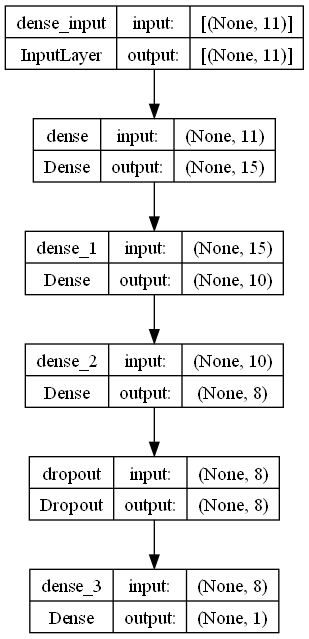 dense_input input: [(None, 11)]
InputLayer output: [(None, 11)]
dense input: (None, 11)
Dense output: (None, 15)
dense_1 input: (None, 15)
Dense output: (None, 10)
dense_2 input: (None, 10)
Dense output: (None, 8)
dropout input: (None, 8)
Dropout output: (None, 8)
dense_3 input: (None, 8)
Dense output: (None, 1)